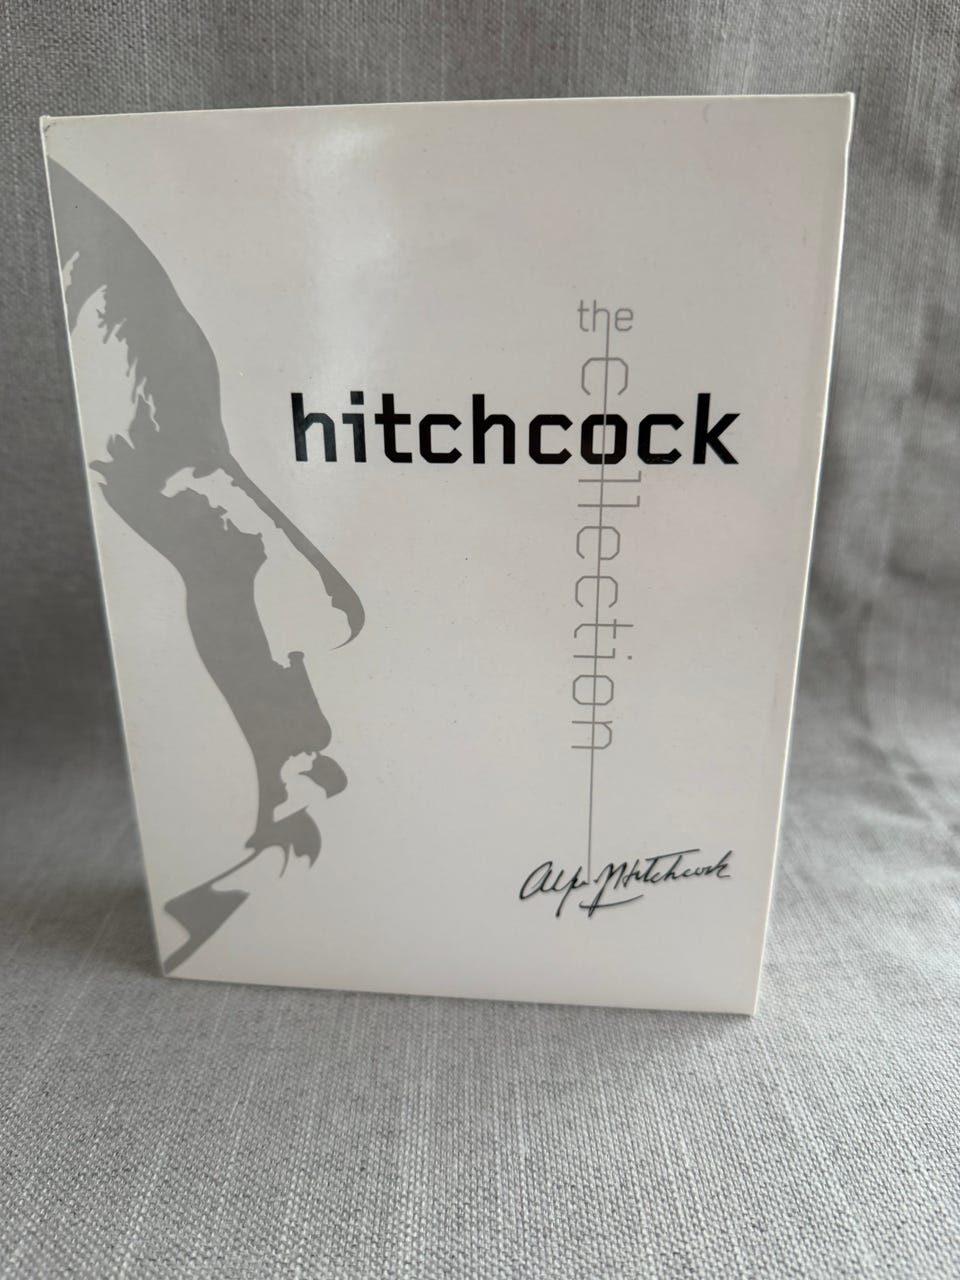 the
hitchcock
collection
Alfred Hitchcock